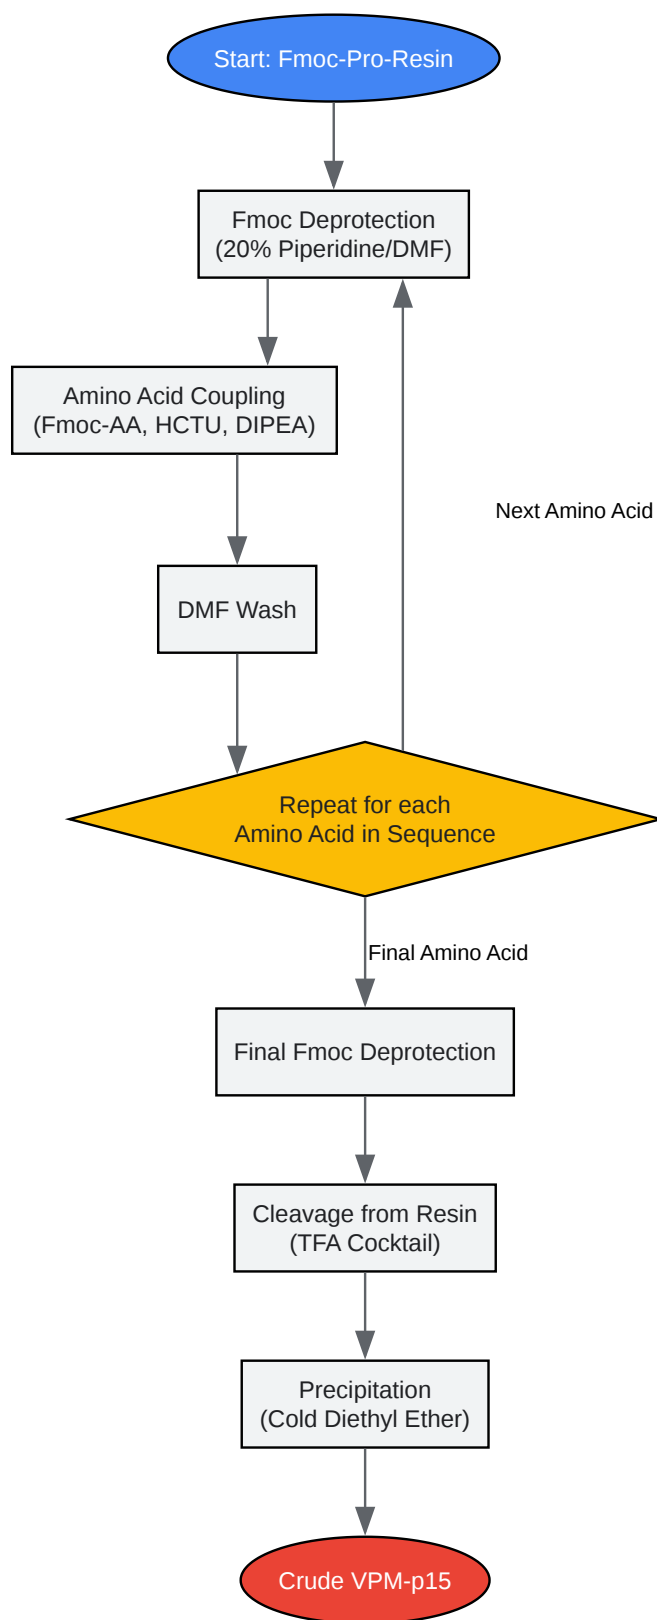 Start: Fmoc-Pro-Resin
Fmoc Deprotection
(20% Piperidine/DMF)
Amino Acid Coupling
(Fmoc-AA, HCTU, DIPEA)
Next Amino Acid
DMF Wash
Repeat for each
Amino Acid in Sequence
Final Amino Acid
Final Fmoc Deprotection
Cleavage from Resin
(TFA Cocktail)
Precipitation
(Cold Diethyl Ether)
Crude VPM-p15